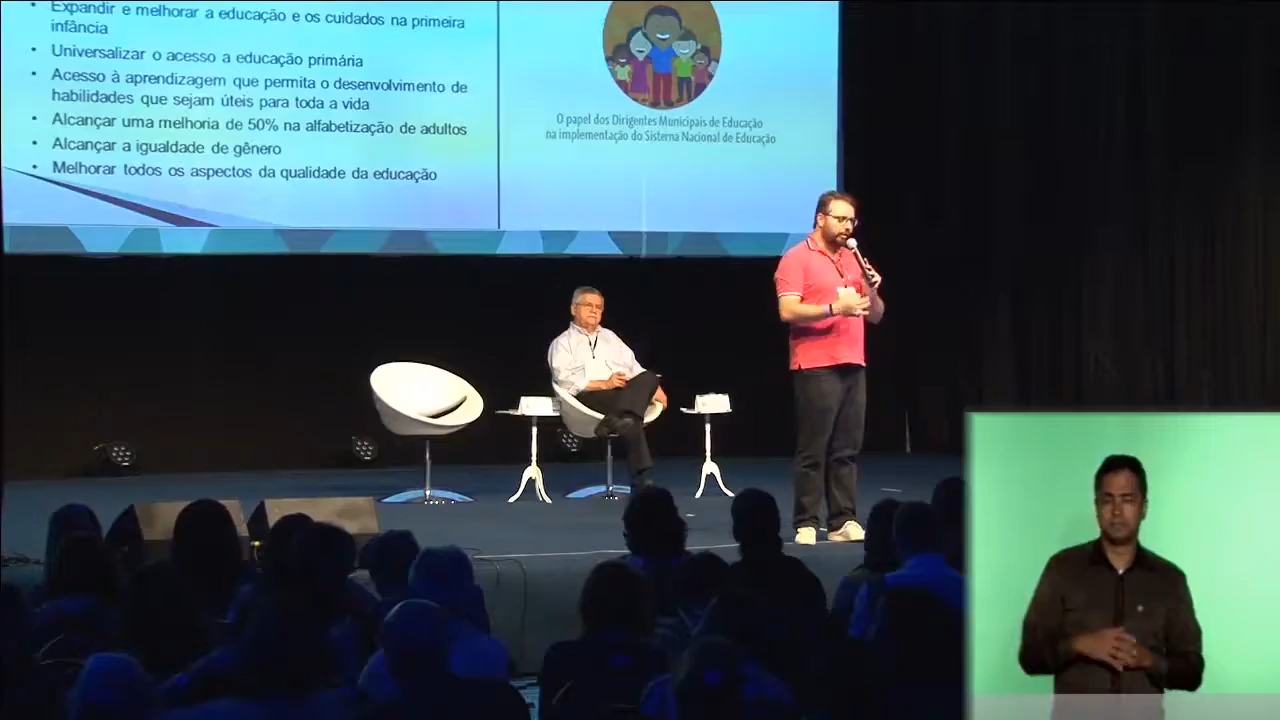 Expandir e melhorar a educação e os cuidados na primeira
infância
Universalizar o acesso a educação primária
Acesso à aprendizagem que permita o desenvolvimento de
habilidades que sejam úteis para toda a vida
Alcançar uma melhoria de 50% na alfabetização de adultos
Alcançar a igualdade de gênero
Melhorar todos os aspectos da qualidade da educação
O papel dos Dirigentes Municipais de Educação
na implementação do Sistema Nacional de Educação